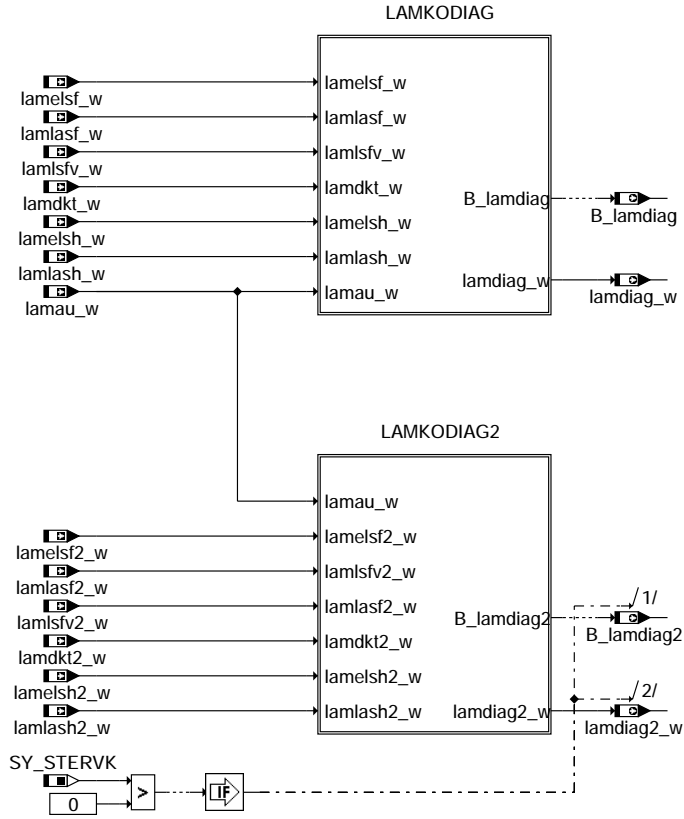 LAMKODIAG
lamelsf_w
lamelsf_w
lamlasf_w
lamlasf_w
lamlsfv_w
lamlsfv_w
lamdkt_w
lamdkt_w
B_lamdiag
B_lamdiag
lamelsh_w
lamelsh_w
lamlash_w
lamlash_w
lamdiag_w
lamdiag_w
lamau_w
lamau_w
LAMKODIAG2
lamau_w
lamelsf2_w
lamelsf2_w
lamlsfv2_w
lamlasf2_w
lamlasf2_w
/1/
lamlsfv2_w
B_lamdiag2
B_lamdiag2
lamdkt2_w
lamdkt2_w
lamelsh2_w
lamelsh2_w
/2/
lamlash2_w
lamlash2_w
lamdiag2_w
lamdiag2_w
SY_STERVK
0
>
IF